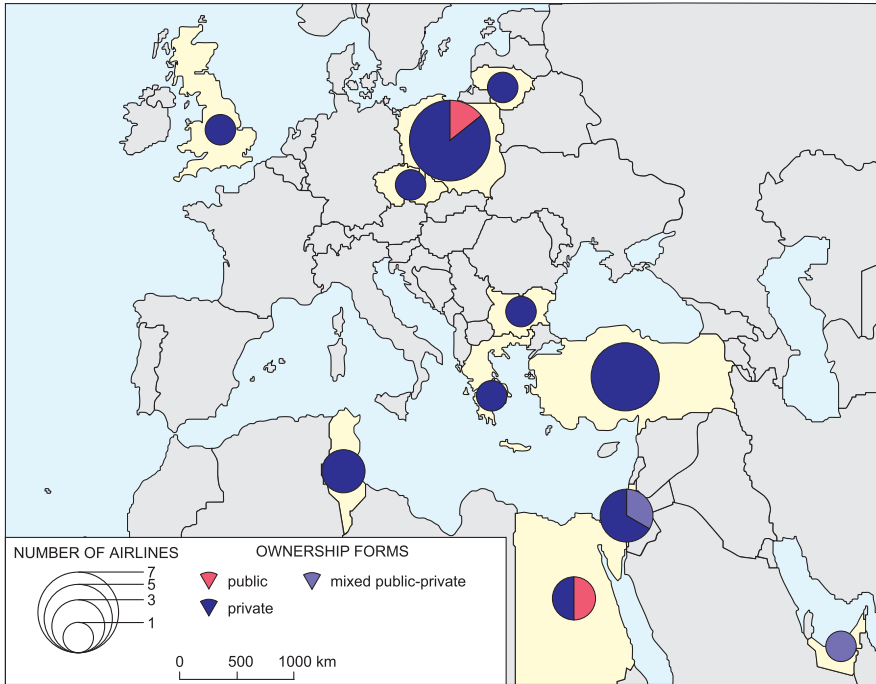 NUMBER OF AIRLINES
7
5
3
1
OWNERSHIP FORMS
public
mixed public-private
private
0 500 1000 km